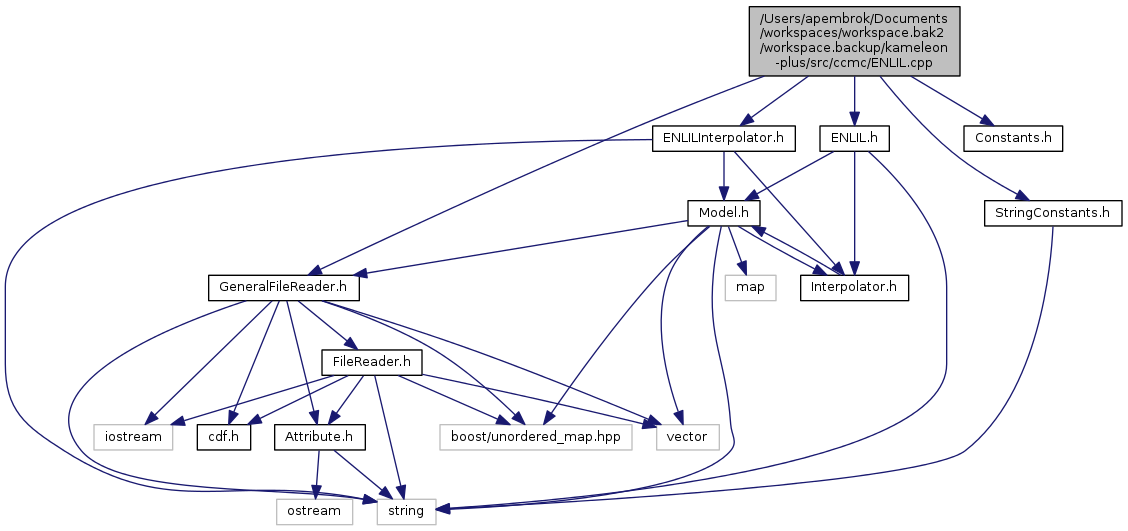 /Users/apembrok/Documents
/workspaces/workspace.bak2
/workspace.backup/kameleon
-plus/src/ccmc/ENLIL.cpp
ENLILInterpolator.h
ENLIL.h
Constants.h
Model.h
StringConstants.h
GeneralFileReader.h
map
Interpolator.h
FileReader.h
iostream
cdf.h
Attribute.h
boost/unordered_map.hpp
vector
ostream
string